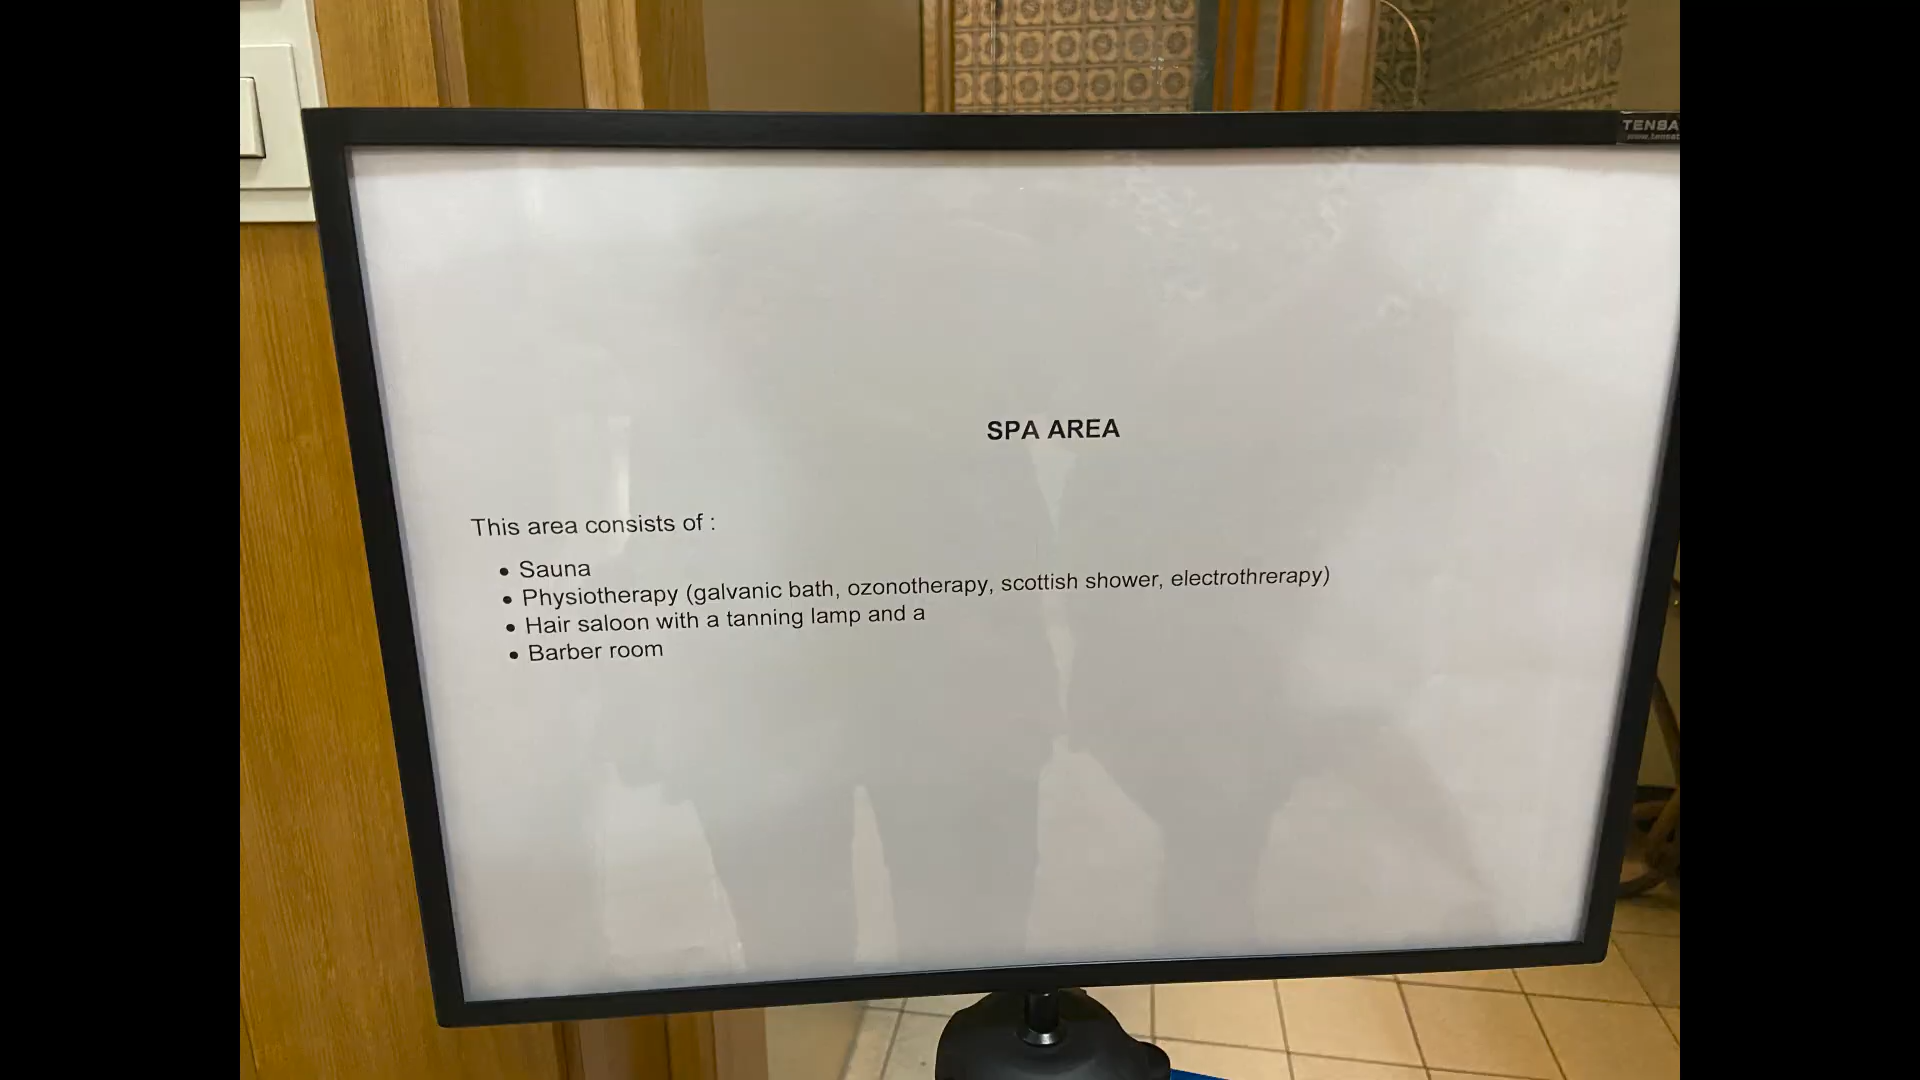 TENSA
SPA AREA
This area consists of :
• Sauna
• Physiotherapy (galvanic bath, ozonotherapy, scottish shower, electrothrerapy)
• Hair saloon with a tanning lamp and a
• Barber room